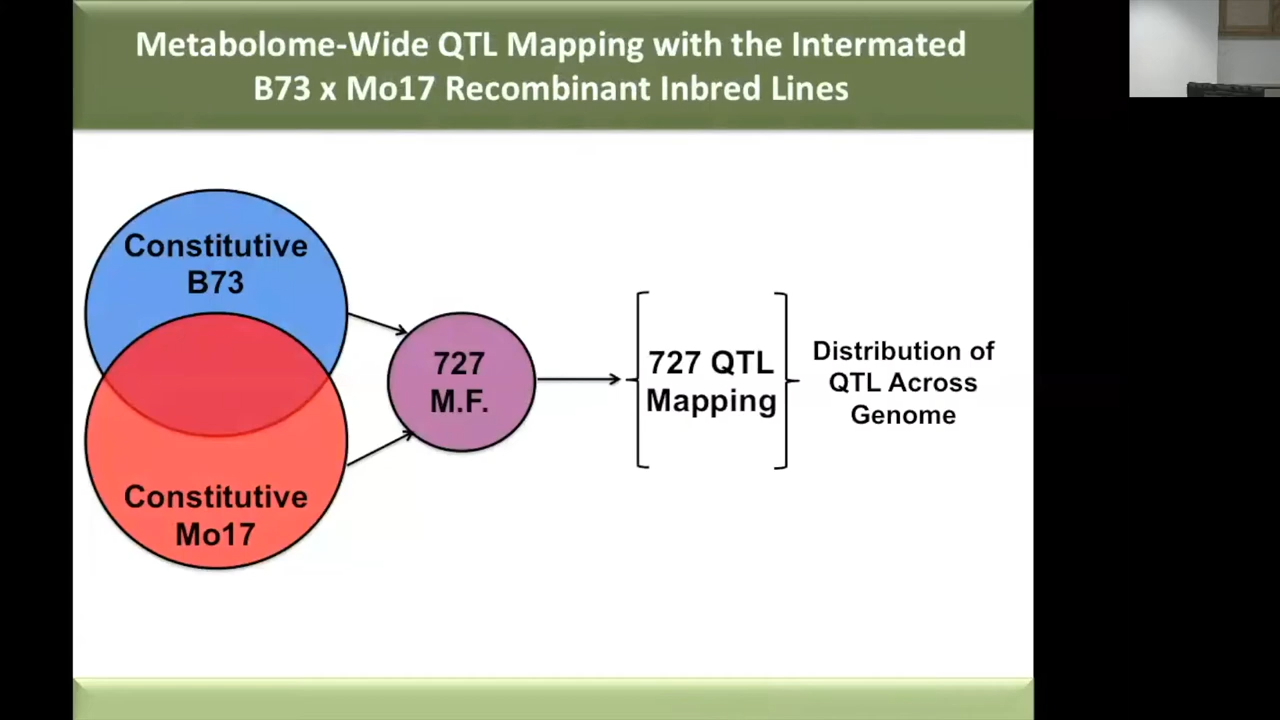 Metabolome-Wide QTL Mapping with the Intermated
B73 x Mo17 Recombinant Inbred Lines
Constitutive
B73
Constitutive
Mo17
727
M.F.
727 QTL
Mapping
Distribution of
QTL Across
Genome